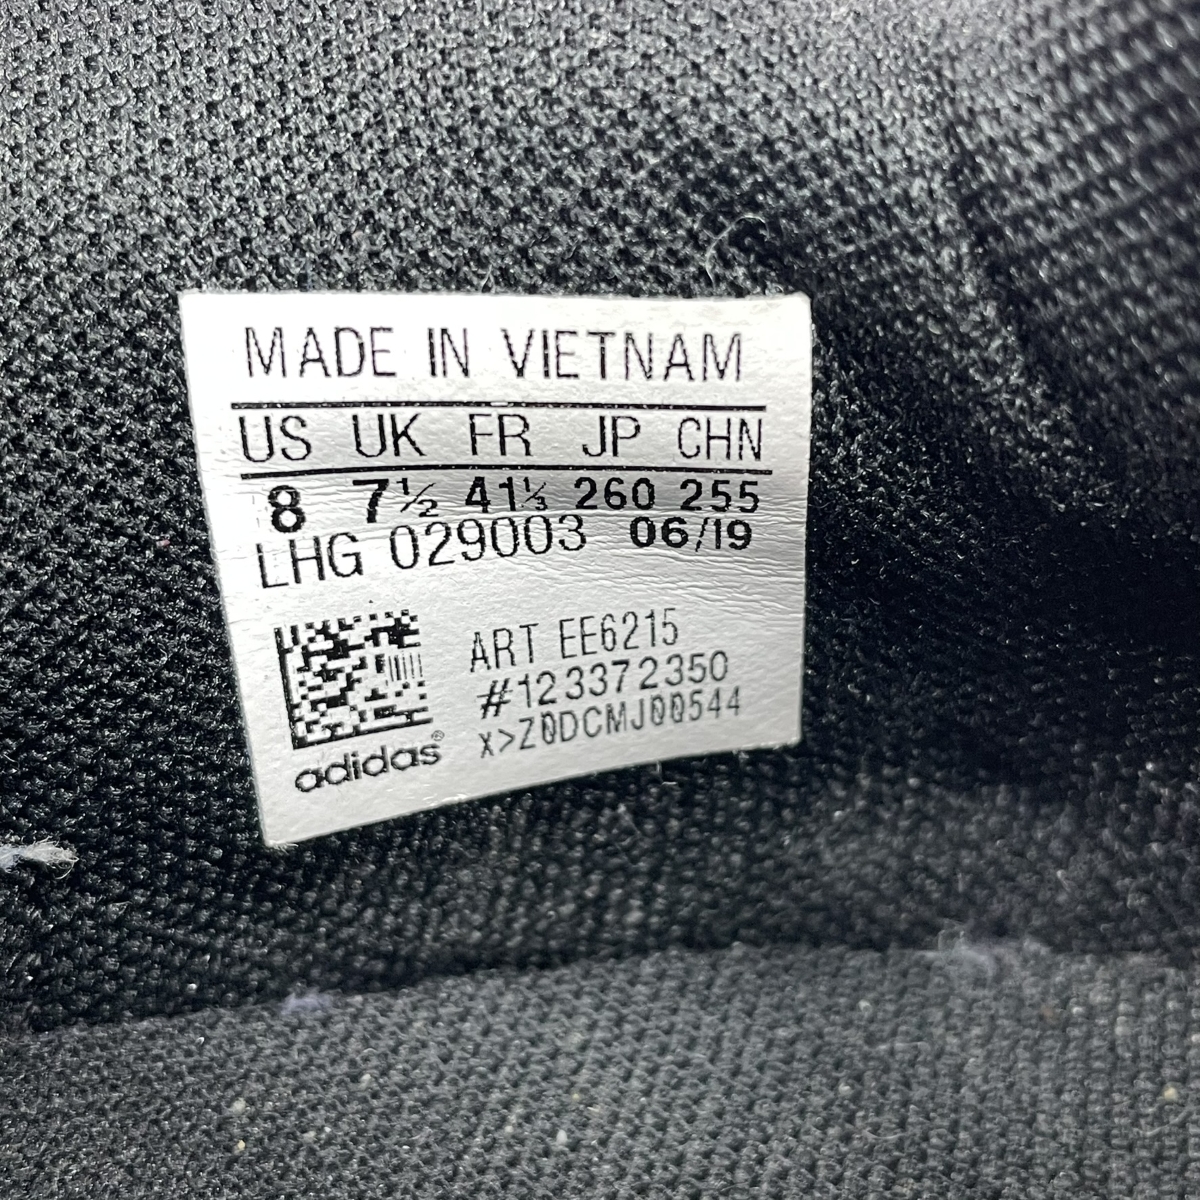 MADE IN VIETNAM
US UK FR JP CHN
8 7½ 41⅓ 260 255
LHG 029003 06/19
ART EE6215
#123372350
x>Z0DCMJ00544
adidas®